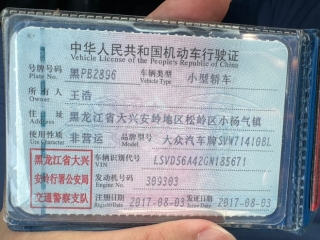 中华人民共和国机动车行驶证
Vehicle License of the People's Republic of China
号牌号码 黑PB2896 车辆类型 小型轿车
Plate No. Vehicle Type
所有人 王浩
Owner
住址 黑龙江省大兴安岭地区松岭区小杨气镇
Address
使用性质 非营运 品牌型号 大众汽车牌SVW71410BL
Use Character Model
黑龙江省大兴 车辆识别代号 LSVD56A42GN185671
VIN
安岭行署公安局 发动机号码 309303
Engine No.
交通警察支队 注册日期 2017-08-03 发证日期 2017-08-03
Register Date Issue Date